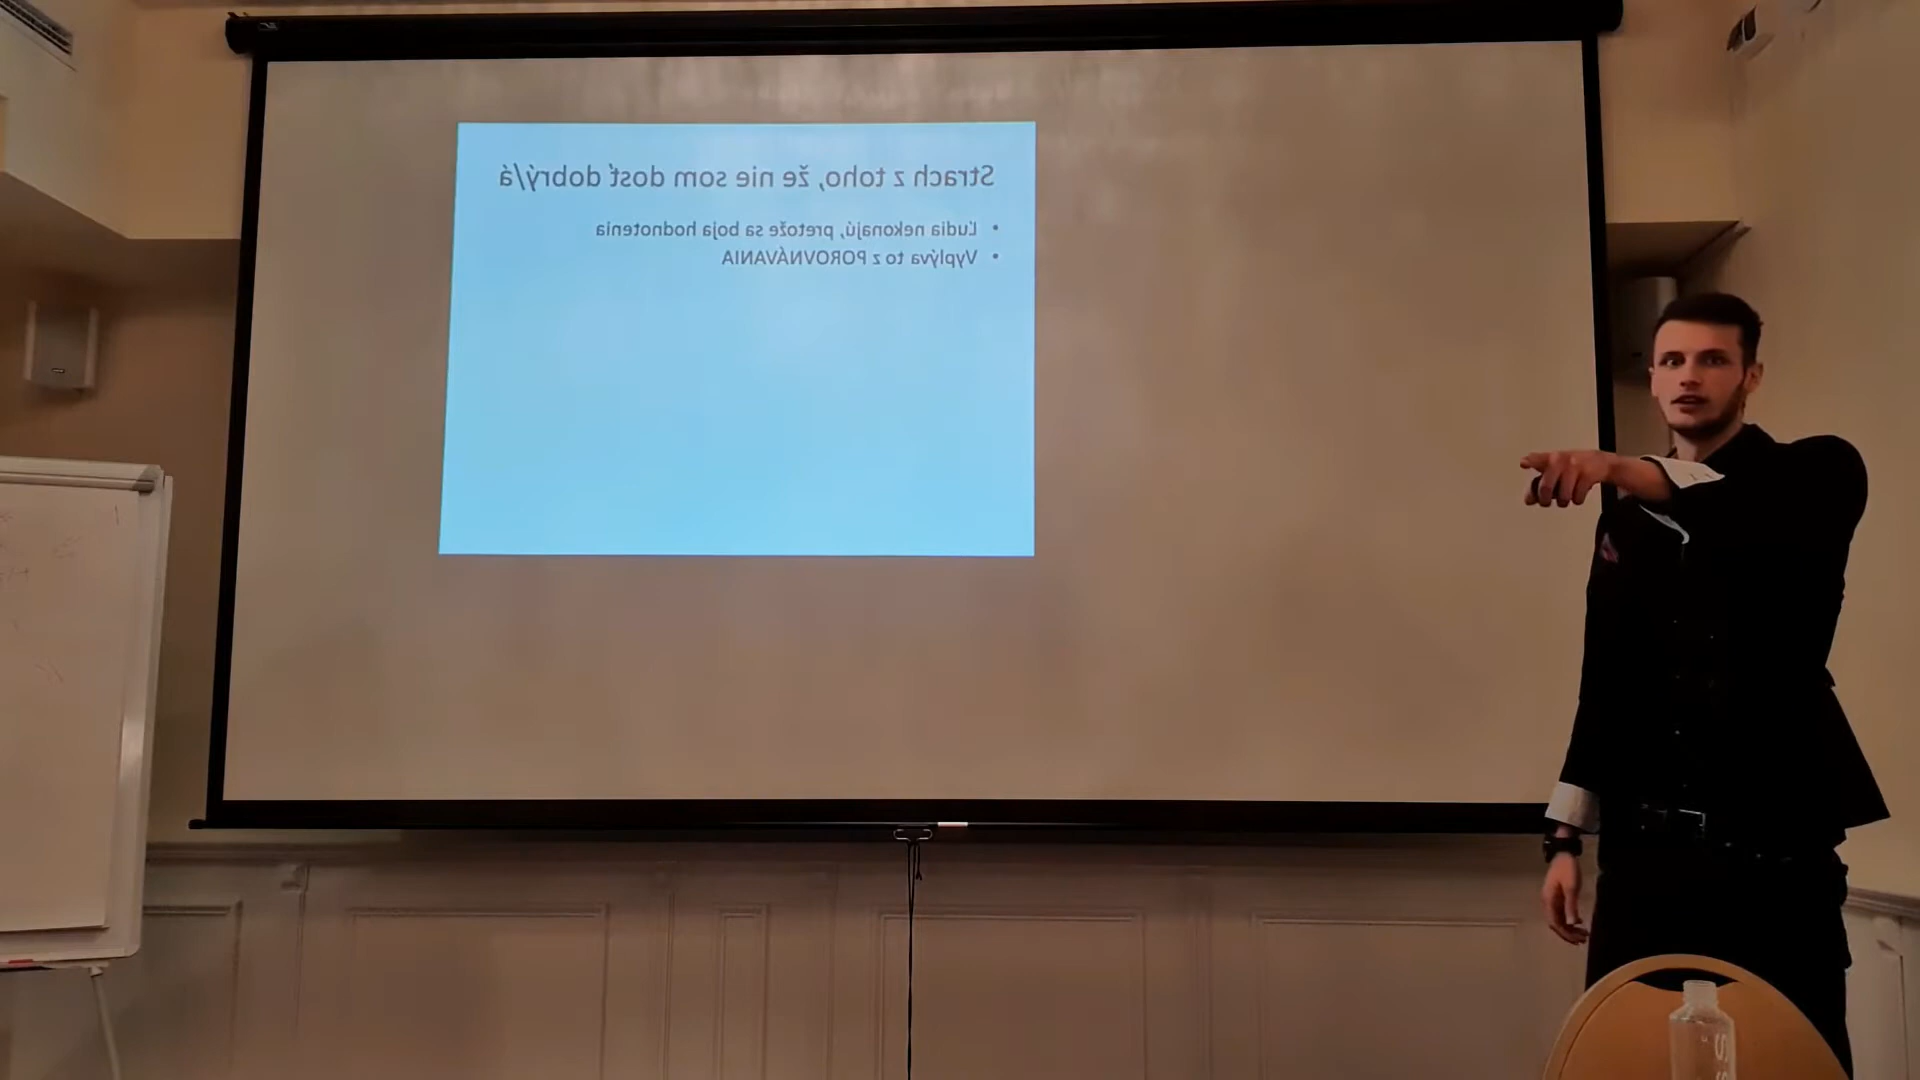 Strach z toho, že nie som dosť dobrý/á
• Ľudia nekonajú, pretože sa boja hodnotenia
• Vyplýva to z POROVNÁVANIA